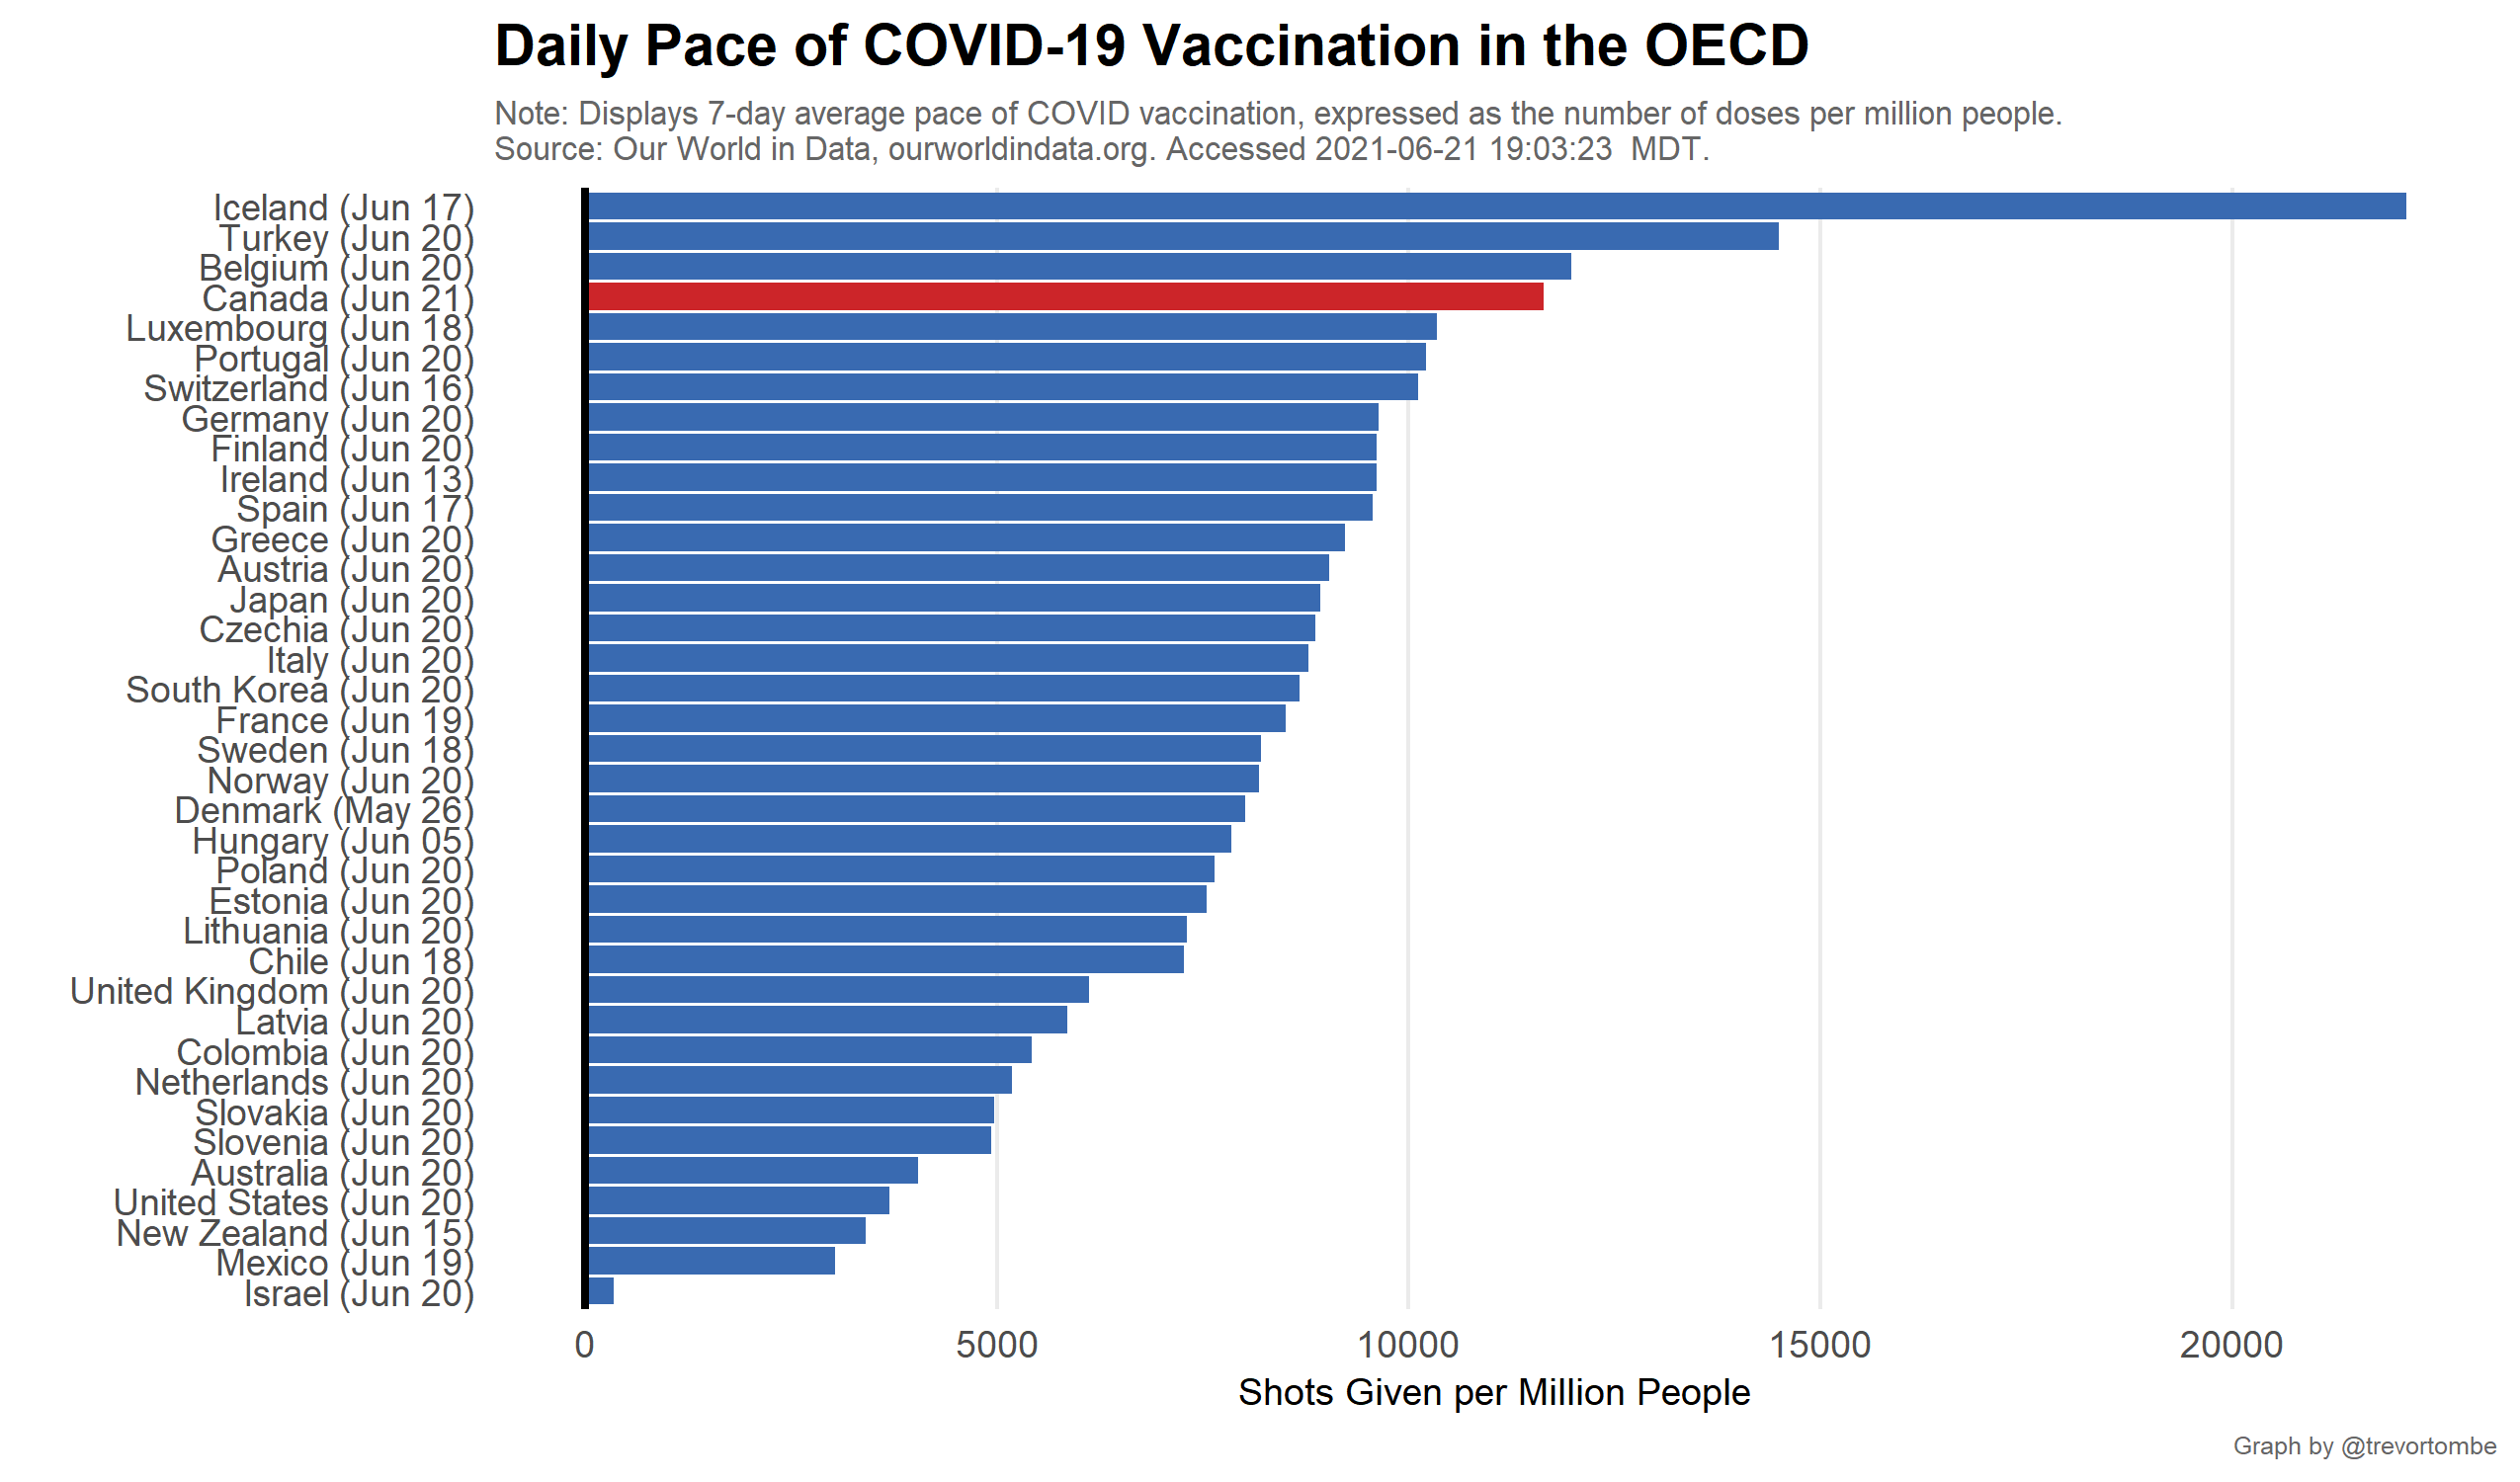 Daily Pace of COVID-19 Vaccination in the OECD
Note: Displays 7-day average pace of COVID vaccination, expressed as the number of doses per million people.
Source: Our World in Data, ourworldindata.org. Accessed 2021-06-21 19:03:23  MDT.
Iceland (Jun 17)
Turkey (Jun 20)
Belgium (Jun 20)
Canada (Jun 21)
Luxembourg (Jun 18)
Portugal (Jun 20)
Switzerland (Jun 16)
Germany (Jun 20)
Finland (Jun 20)
Ireland (Jun 13)
Spain (Jun 17)
Greece (Jun 20)
Austria (Jun 20)
Japan (Jun 20)
Czechia (Jun 20)
Italy (Jun 20)
South Korea (Jun 20)
France (Jun 19)
Sweden (Jun 18)
Norway (Jun 20)
Denmark (May 26)
Hungary (Jun 05)
Poland (Jun 20)
Estonia (Jun 20)
Lithuania (Jun 20)
Chile (Jun 18)
United Kingdom (Jun 20)
Latvia (Jun 20)
Colombia (Jun 20)
Netherlands (Jun 20)
Slovakia (Jun 20)
Slovenia (Jun 20)
Australia (Jun 20)
United States (Jun 20)
New Zealand (Jun 15)
Mexico (Jun 19)
Israel (Jun 20)
0 5000 10000 15000 20000
Shots Given per Million People
Graph by @trevortombe